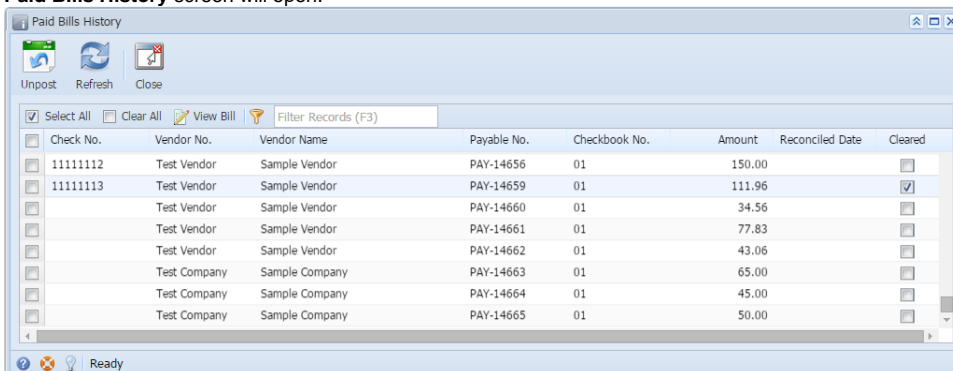 Paid Bills History screen will open.
Paid Bills History
Unpost Refresh Close
Select All Clear All View Bill Filter Records (F3)
Check No. Vendor No. Vendor Name Payable No. Checkbook No. Amount Reconciled Date Cleared
11111112 Test Vendor Sample Vendor PAY-14656 01 150.00
11111113 Test Vendor Sample Vendor PAY-14659 01 111.96
Test Vendor Sample Vendor PAY-14660 01 34.56
Test Vendor Sample Vendor PAY-14661 01 77.83
Test Vendor Sample Vendor PAY-14662 01 43.06
Test Company Sample Company PAY-14663 01 65.00
Test Company Sample Company PAY-14664 01 45.00
Test Company Sample Company PAY-14665 01 50.00
Ready